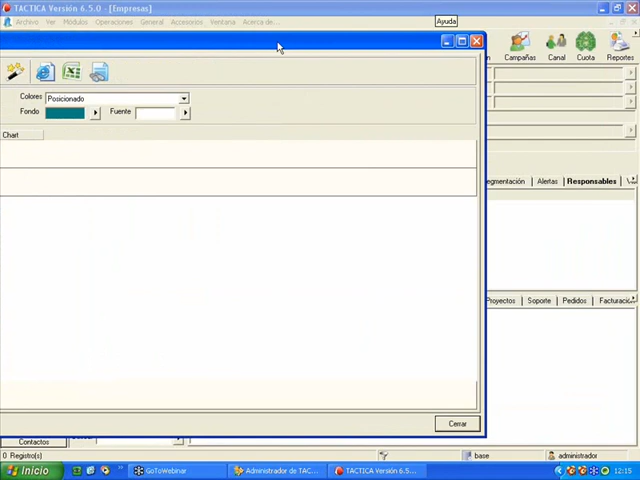 TACTICA Versión 6.5.0 - [Empresas]
Archivo Ver Módulos Operaciones General Accesorios Ventana Acerca de...
Ayuda
Campañas Canal Cuota Reportes
Colores Posicionado
Fondo Fuente
Chart
Alertas Responsables
Proyectos Soporte Pedidos
Cerrar
Contactos
0 Registro(s) base administrador
Inicio GoToWebinar Administrador de TAC... TACTICA Versión 6.5... 12:15